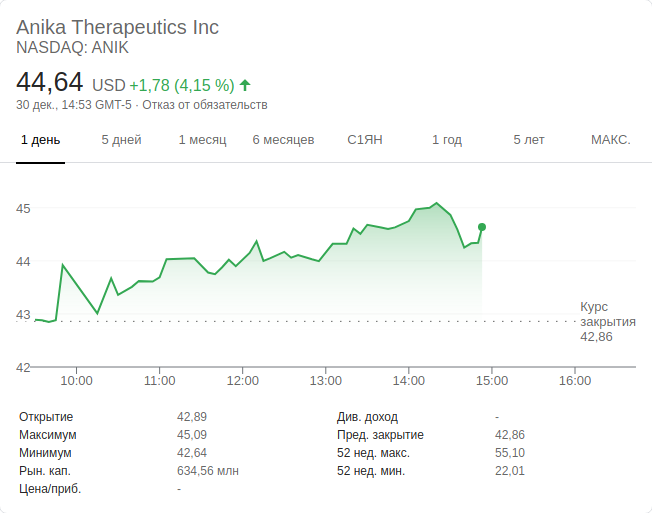 Anika Therapeutics Inc
NASDAQ: ANIK
44,64 USD +1,78 (4,15 %)
30 дек., 14:53 GMT-5 · Отказ от обязательств
1 день 5 дней 1 месяц 6 месяцев С1ЯН 1 год 5 лет МАКС.
45
44
43
42
Курс
закрытия
42,86
10:00 11:00 12:00 13:00 14:00 15:00 16:00
Открытие 42,89 Див. доход -
Максимум 45,09 Пред. закрытие 42,86
Минимум 42,64 52 нед. макс. 55,10
Рын. кап. 634,56 млн 52 нед. мин. 22,01
Цена/приб. -